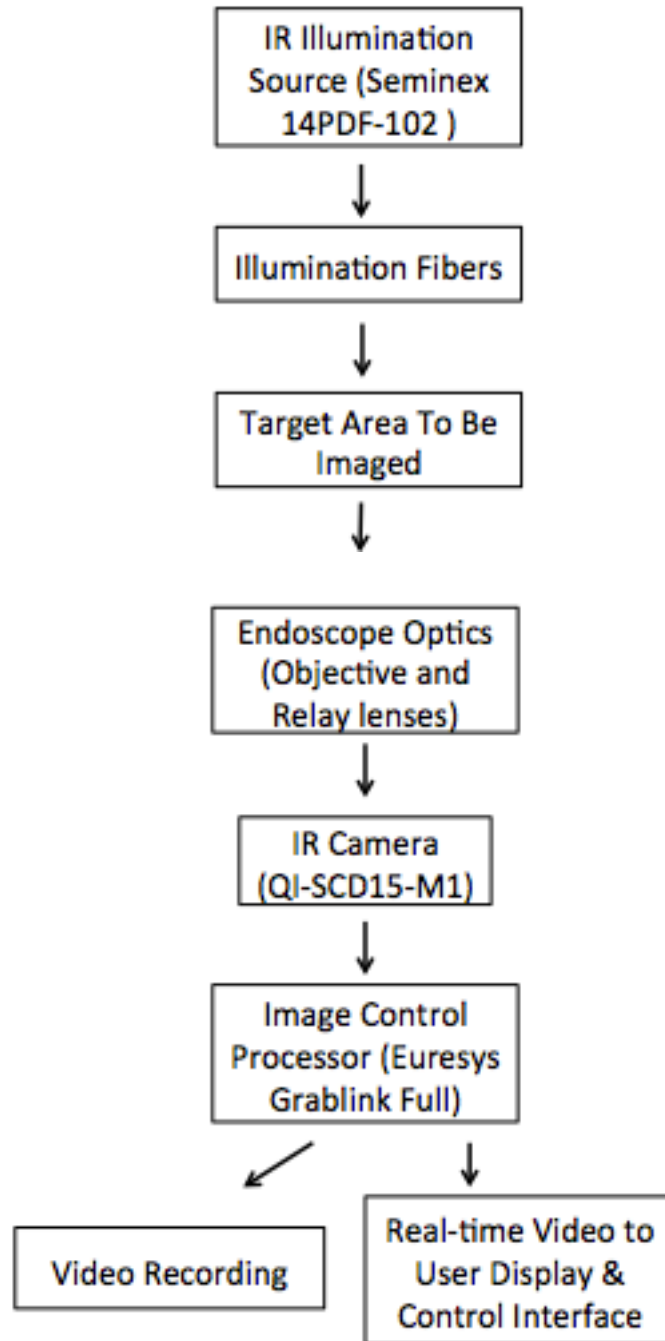 IR Illumination
Source (Seminex
14PDF-102 )
Illumination Fibers
Target Area To Be
Imaged
Endoscope Optics
(Objective and
Relay lenses)
IR Camera
(QI-SCD15-M1)
Image Control
Processor (Euresys
Grablink Full)
Video Recording
Real-time Video to
User Display &
Control Interface